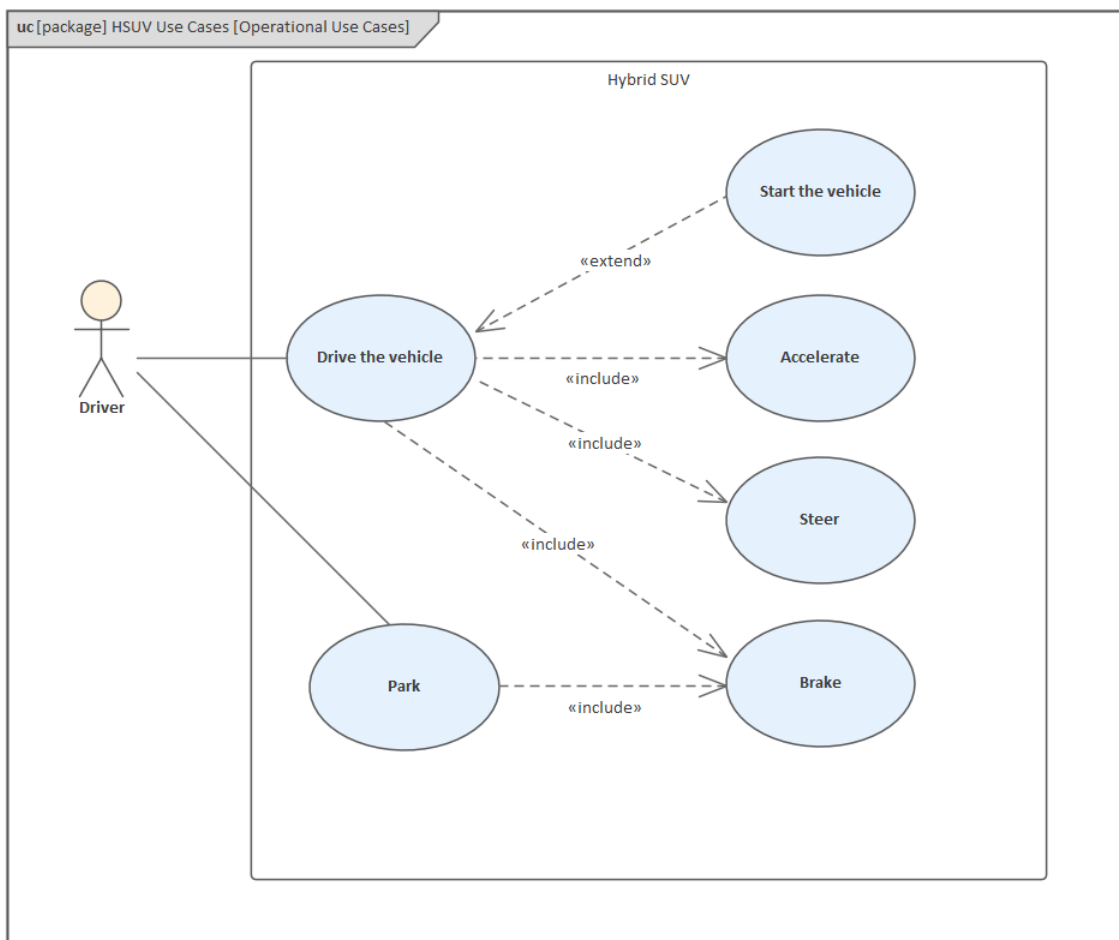 uc [package] HSUV Use Cases [Operational Use Cases]
Hybrid SUV
Start the vehicle
«extend»
Drive the vehicle
Accelerate
«include»
Driver
«include»
Steer
«include»
Park
Brake
«include»